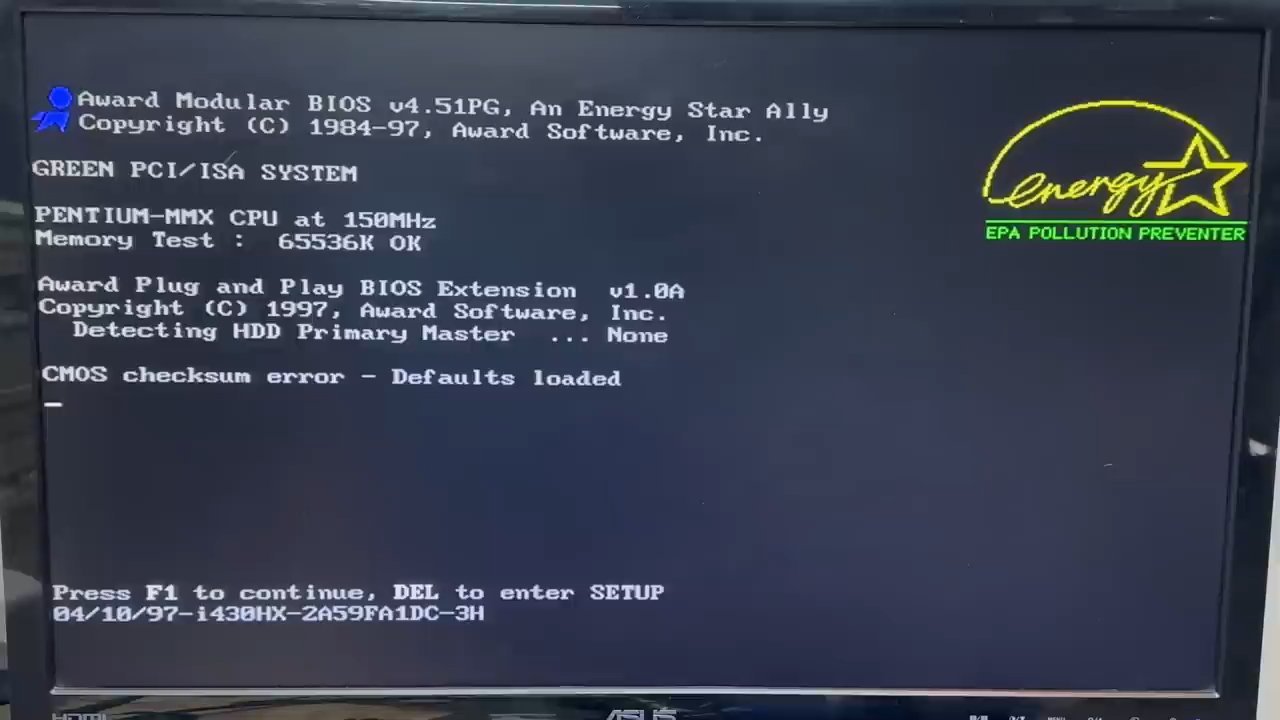 Award Modular BIOS v4.51PG, An Energy Star Ally
Copyright (C) 1984-97, Award Software, Inc.
GREEN PCI/ISA SYSTEM
energy
EPA POLLUTION PREVENTER
PENTIUM-MMX CPU at 150MHz
Memory Test :  65536K OK
Award Plug and Play BIOS Extension  v1.0A
Copyright (C) 1997, Award Software, Inc.
Detecting HDD Primary Master  ... None
CMOS checksum error - Defaults loaded
Press F1 to continue, DEL to enter SETUP
04/10/97-i430HX-2A59FA1DC-3H
HDMI
ASUS